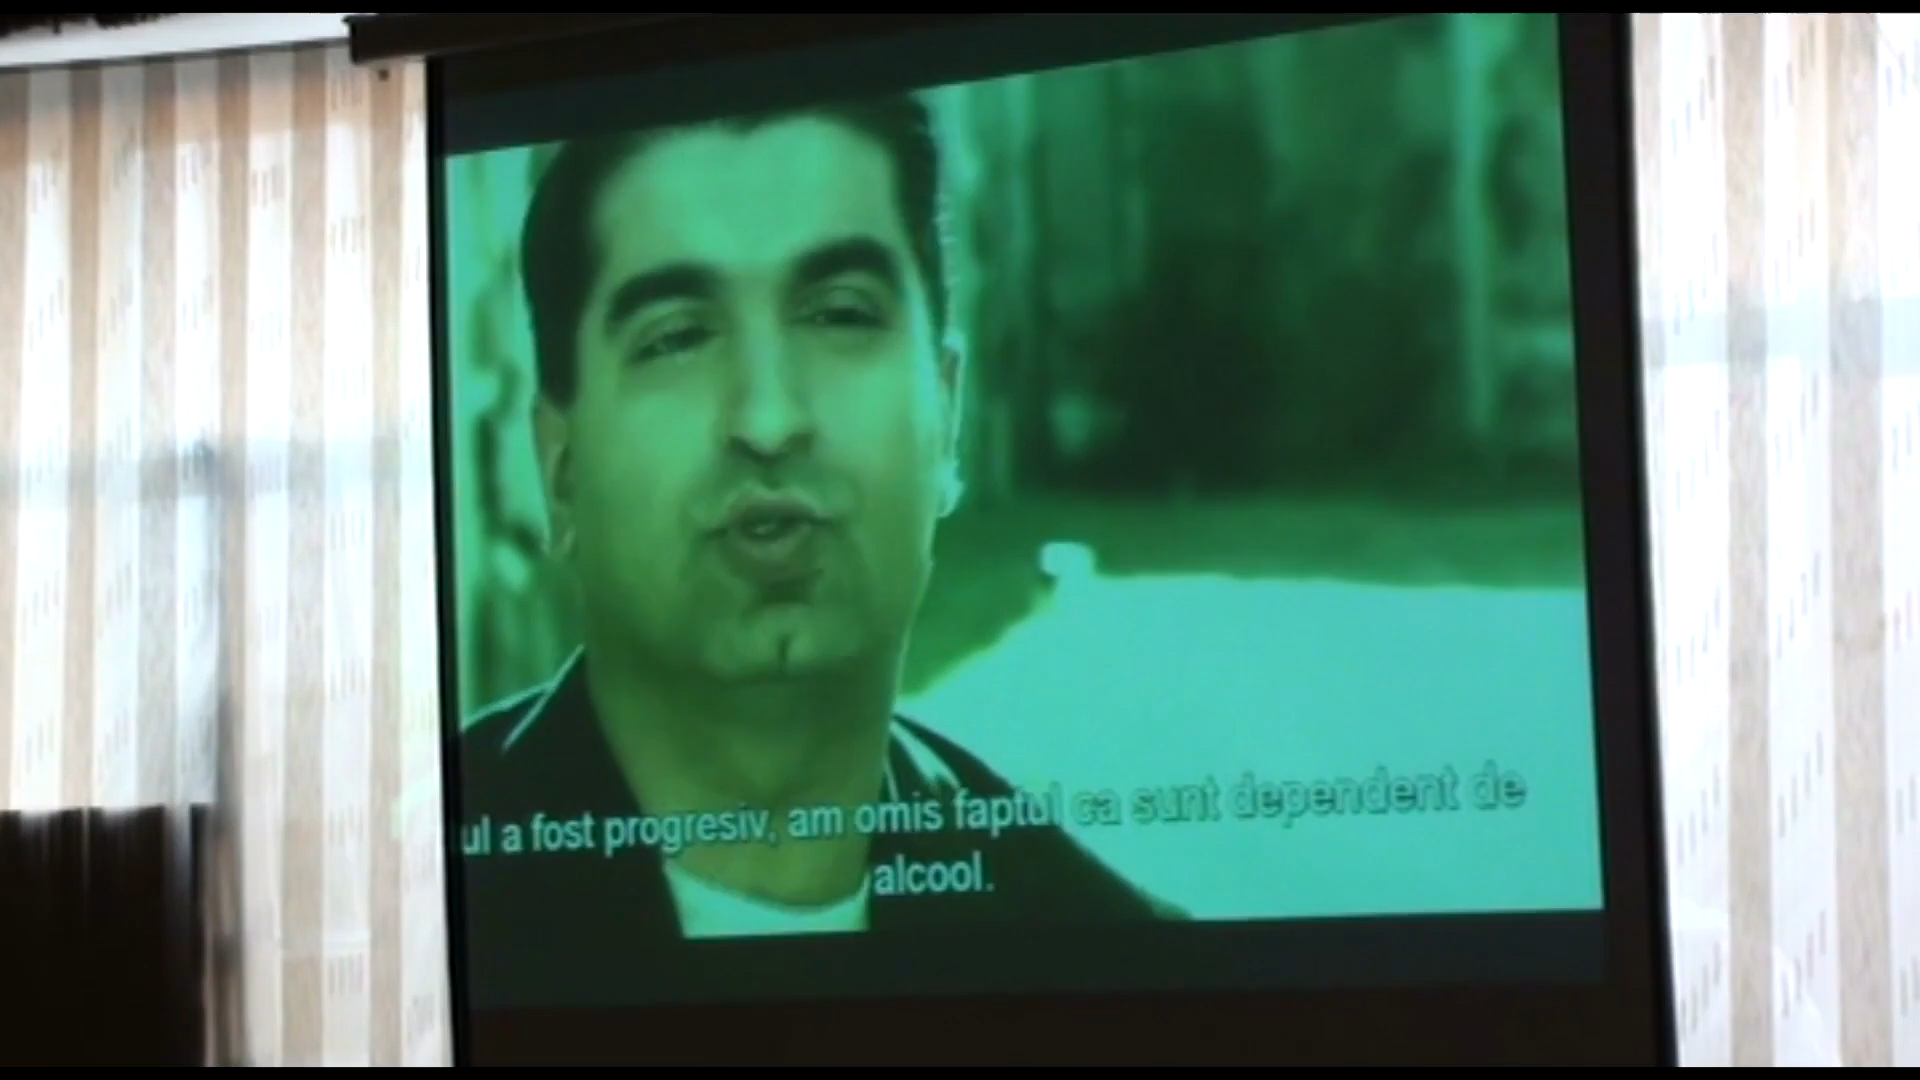 ul a fost progresiv, am omis faptul ca sunt dependent de
alcool.